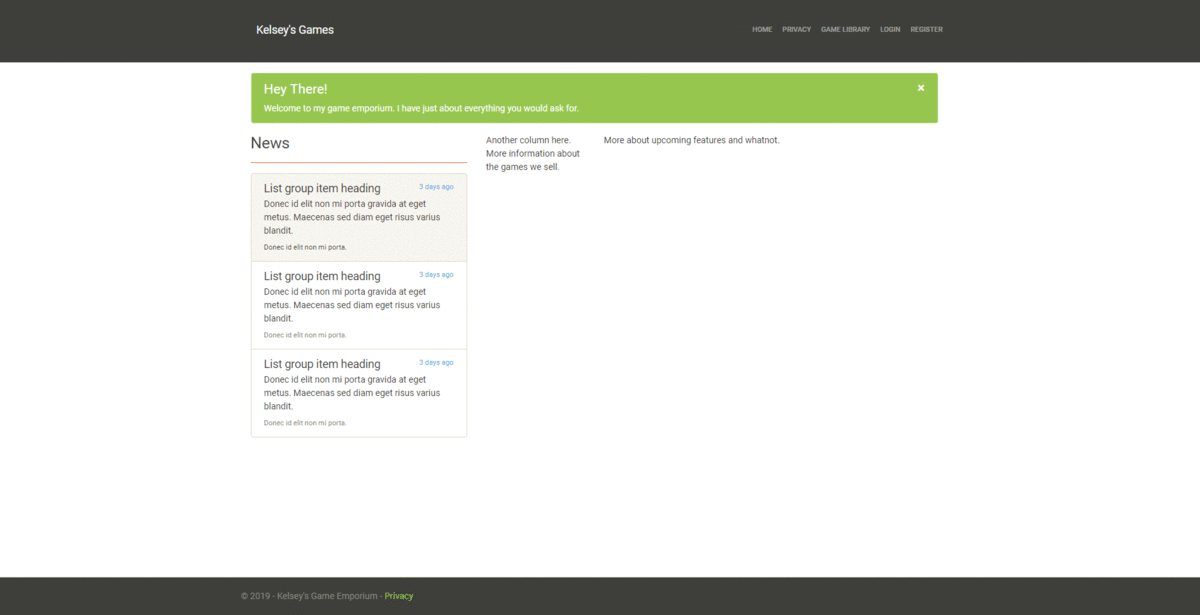 Kelsey's Games
HOME PRIVACY GAME LIBRARY LOGIN REGISTER
Hey There!
×
Welcome to my game emporium. I have just about everything you would ask for.
News
List group item heading
3 days ago
Donec id elit non mi porta gravida at eget
metus. Maecenas sed diam eget risus varius
blandit.
Donec id elit non mi porta.
List group item heading
3 days ago
Donec id elit non mi porta gravida at eget
metus. Maecenas sed diam eget risus varius
blandit.
Donec id elit non mi porta.
List group item heading
3 days ago
Donec id elit non mi porta gravida at eget
metus. Maecenas sed diam eget risus varius
blandit.
Donec id elit non mi porta.
Another column here.
More information about
the games we sell.
More about upcoming features and whatnot.
© 2019 - Kelsey's Game Emporium - Privacy